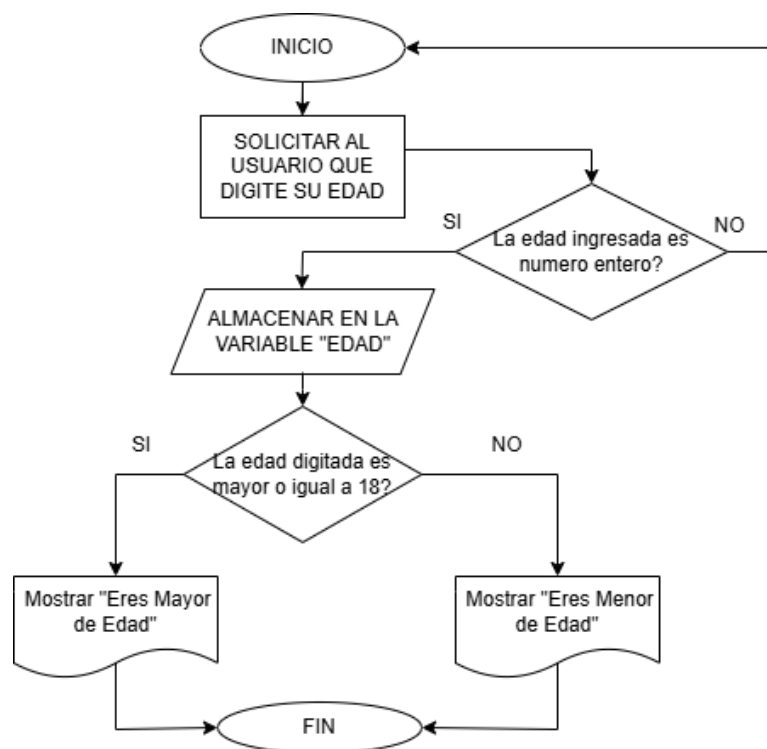 INICIO
SOLICITAR AL
USUARIO QUE
DIGITE SU EDAD
SI
NO
La edad ingresada es
numero entero?
ALMACENAR EN LA
VARIABLE "EDAD"
SI
NO
La edad digitada es
mayor o igual a 18?
Mostrar "Eres Mayor
de Edad"
Mostrar "Eres Menor
de Edad"
FIN